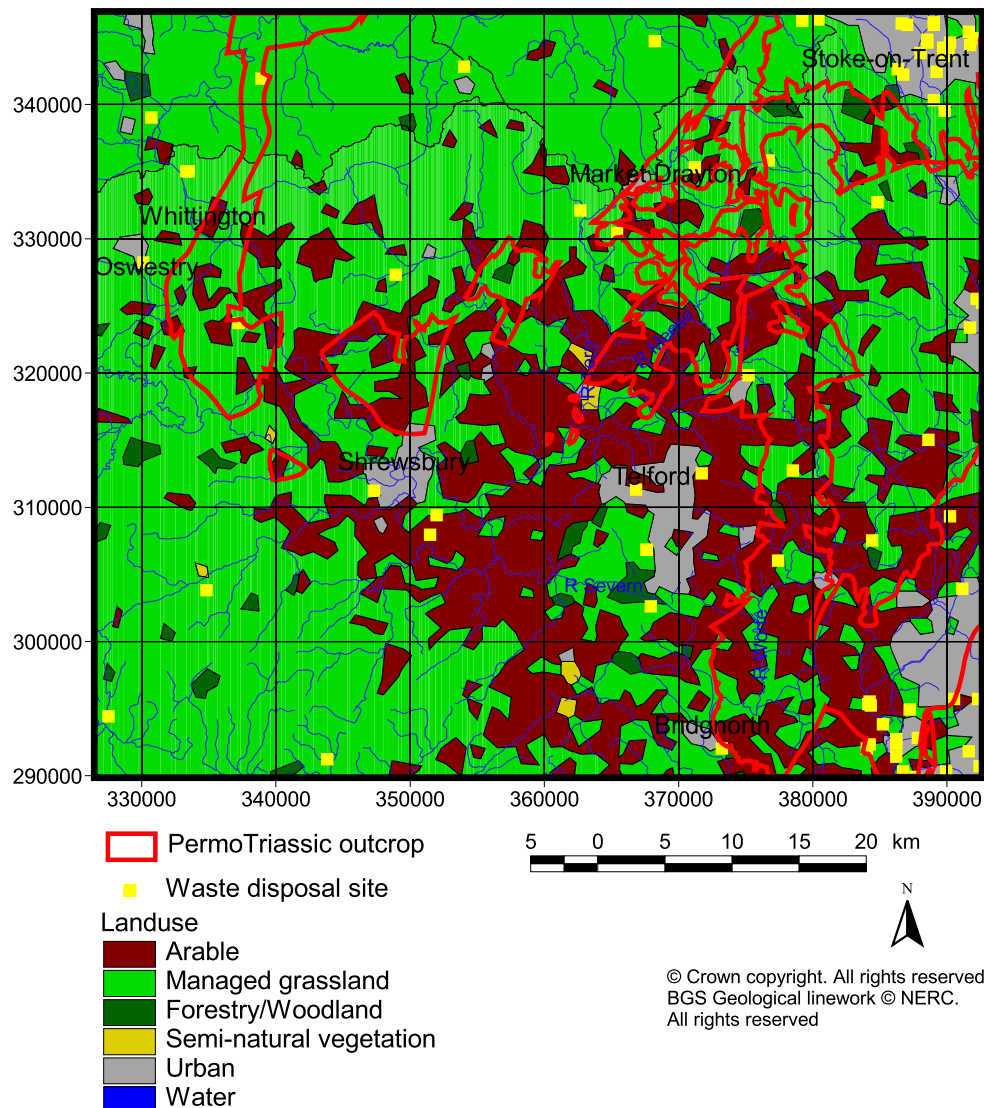 Stoke-on-Trent
340000
Market Drayton
Whittington
330000
Oswestry
R Meese
320000
Shrewsbury
Telford
310000
R Severn
300000
R Worfe
Bridgnorth
290000
330000 340000 350000 360000 370000 380000 390000
PermoTriassic outcrop
5 0 5 10 15 20 km
Waste disposal site
N
Landuse
Arable
Managed grassland
Forestry/Woodland
Semi-natural vegetation
Urban
Water
© Crown copyright. All rights reserved
BGS Geological linework © NERC.
All rights reserved